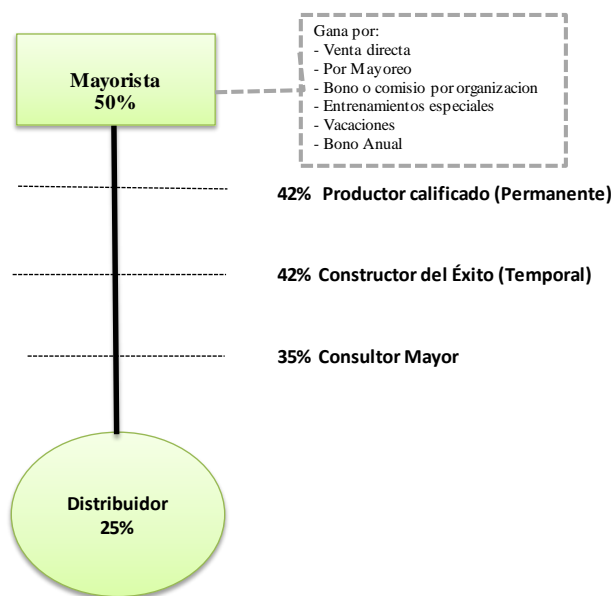 Gana por:
- Venta directa
- Por Mayoreo
- Bono o comisio por organizacion
- Entrenamientos especiales
- Vacaciones
- Bono Anual
Mayorista
50%
42% Productor calificado (Permanente)
42% Constructor del Éxito (Temporal)
35% Consultor Mayor
Distribuidor
25%